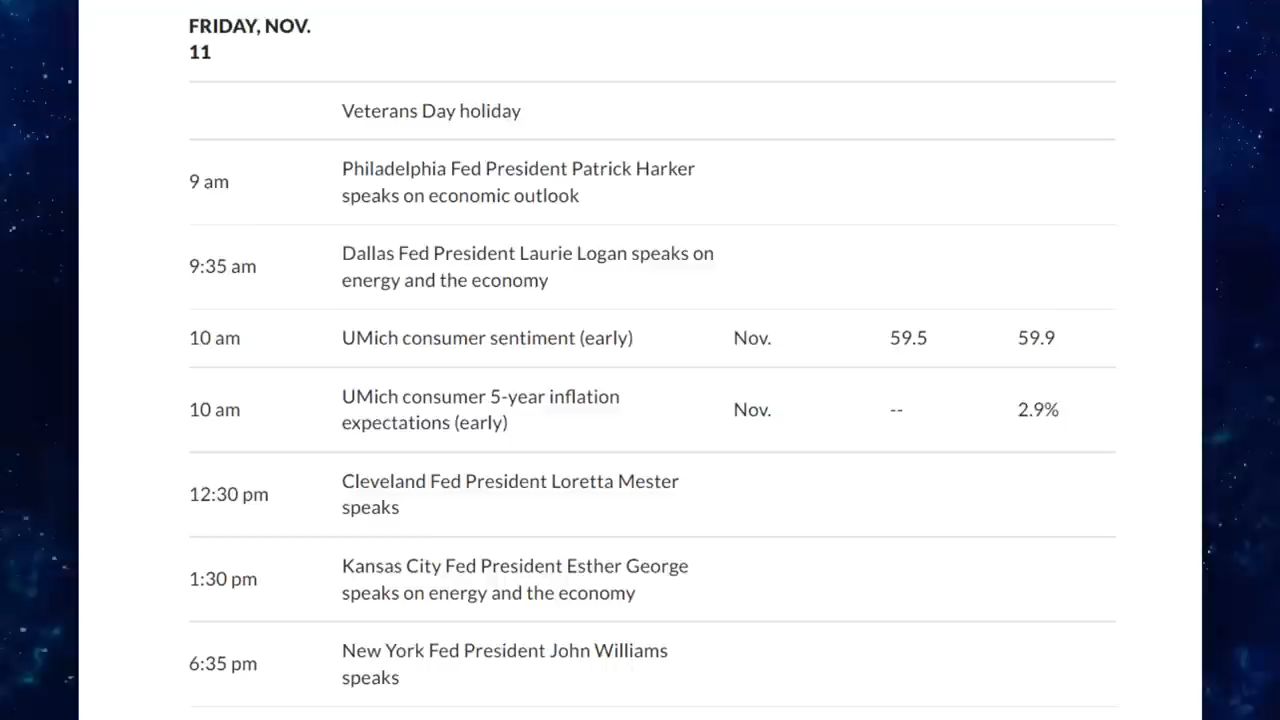 FRIDAY, NOV.
11
Veterans Day holiday
9 am
Philadelphia Fed President Patrick Harker
speaks on economic outlook
9:35 am
Dallas Fed President Laurie Logan speaks on
energy and the economy
10 am UMich consumer sentiment (early) Nov. 59.5 59.9
10 am
UMich consumer 5-year inflation
expectations (early)
Nov. -- 2.9%
12:30 pm
Cleveland Fed President Loretta Mester
speaks
1:30 pm
Kansas City Fed President Esther George
speaks on energy and the economy
6:35 pm
New York Fed President John Williams
speaks